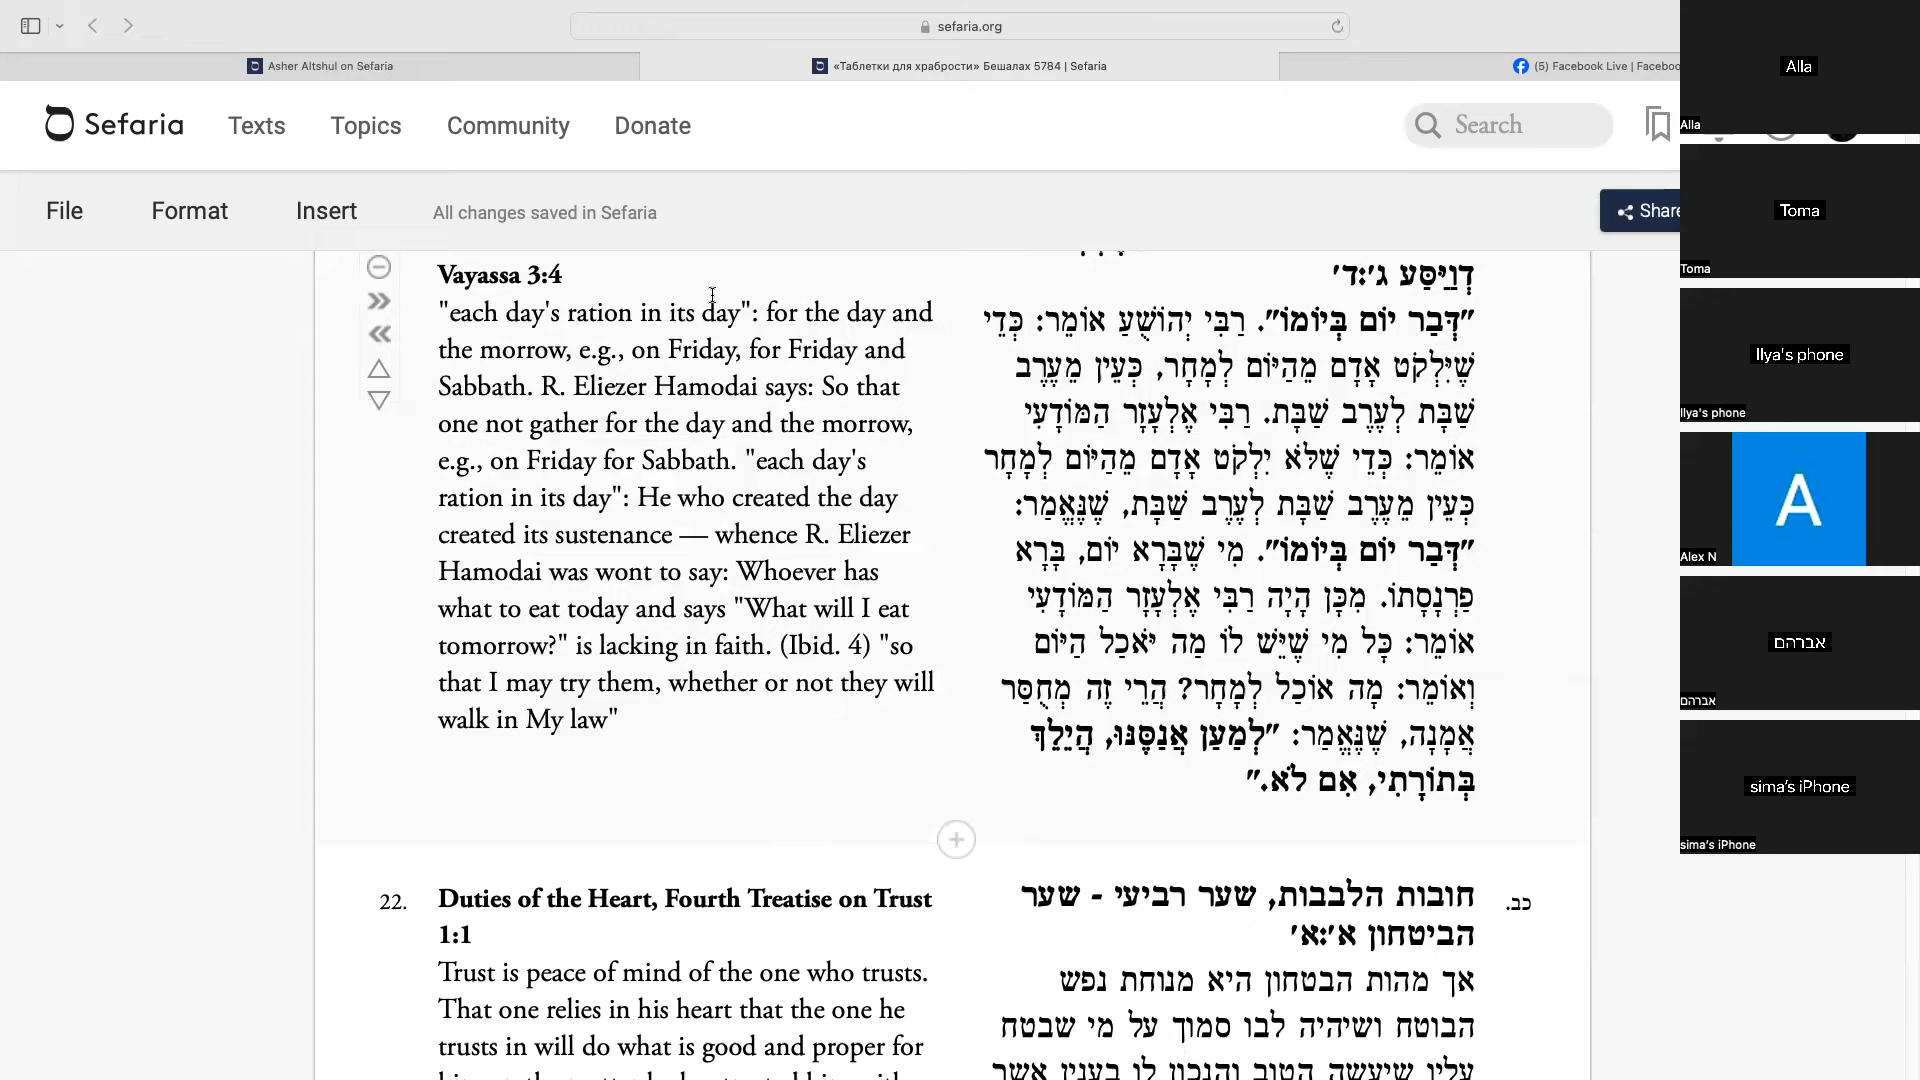 sefaria.org
Asher Altshul on Sefaria
«Таблетки для храбрости» Бешалах 5784 | Sefaria
(5) Facebook Live | Faceboo
Sefaria
Texts
Topics
Community
Donate
Search
File
Format
Insert
All changes saved in Sefaria
Share
Vayassa 3:4
"each day's ration in its day": for the day and
the morrow, e.g., on Friday, for Friday and
Sabbath. R. Eliezer Hamodai says: So that
one not gather for the day and the morrow,
e.g., on Friday for Sabbath. "each day's
ration in its day": He who created the day
created its sustenance — whence R. Eliezer
Hamodai was wont to say: Whoever has
what to eat today and says "What will I eat
tomorrow?" is lacking in faith. (Ibid. 4) "so
that I may try them, whether or not they will
walk in My law"
דְוַיִּסַּע ג׳:ד׳
"דְּבַר יוֹם בְּיוֹמוֹ". רַבִּי יְהוֹשֻׁעַ אוֹמֵר: כְּדֵי
שֶׁיִּלְקֹט אָדָם מֵהַיּוֹם לְמָחָר, כְּעֵין מֵעֶרֶב
שַׁבָּת לְעֶרֶב שַׁבָּת. רַבִּי אֶלְעָזָר הַמּוֹדָעִי
אוֹמֵר: כְּדֵי שֶׁלֹּא יִלְקֹט אָדָם מֵהַיּוֹם לְמָחָר
כְּעֵין מֵעֶרֶב שַׁבָּת לְעֶרֶב שַׁבָּת, שֶׁנֶּאֱמַר:
"דְּבַר יוֹם בְּיוֹמוֹ". מִי שֶׁבָּרָא יוֹם, בָּרָא
פַרְנָסָתוֹ. מִכָּן הָיָה רַבִּי אֶלְעָזָר הַמּוֹדָעִי
אוֹמֵר: כָּל מִי שֶׁיֵּשׁ לוֹ מַה יֹּאכַל הַיּוֹם
וְאוֹמֵר: מָה אוֹכַל לְמָחָר? הֲרֵי זֶה מְחֻסַּר
אֲמָנָה, שֶׁנֶּאֱמַר: "לְמַעַן אֲנַסֶּנּוּ, הֲיֵלֵךְ
בְּתוֹרָתִי, אִם לֹא."
22.
Duties of the Heart, Fourth Treatise on Trust
1:1
Trust is peace of mind of the one who trusts.
That one relies in his heart that the one he
trusts in will do what is good and proper for
כב.
חובות הלבבות, שער רביעי - שער
הביטחון א׳:א׳
אך מהות הבטחון היא מנוחת נפש
הבוטח ושיהיה לבו סמוך על מי שבטח
עליו שיעשה הטוב והנכון לו בענין אשר
Alla
Alla
Toma
Toma
Ilya's phone
Ilya's phone
A
Alex N
אברהם
אברהם
sima's iPhone
sima's iPhone